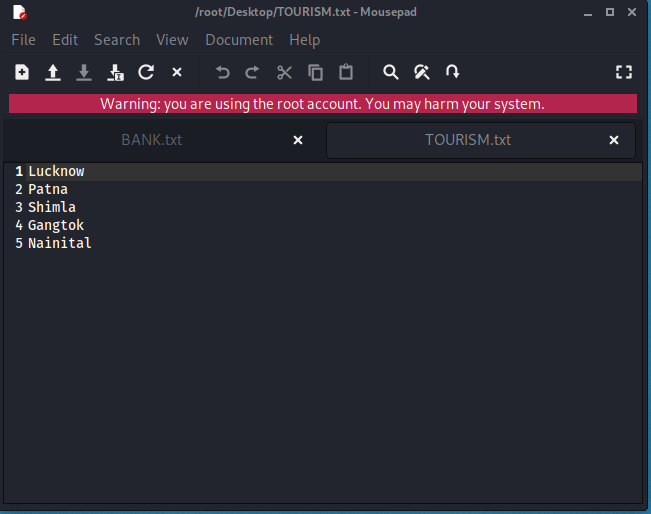 /root/Desktop/TOURISM.txt - Mousepad
File Edit Search View Document Help
Warning: you are using the root account. You may harm your system.
BANK.txt TOURISM.txt
1 Lucknow
2 Patna
3 Shimla
4 Gangtok
5 Nainital